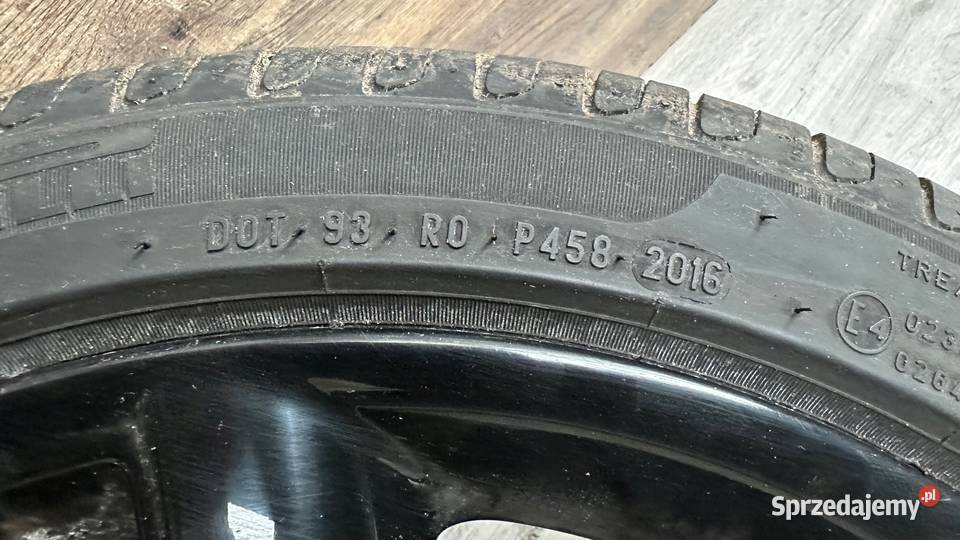 DOT 93 R0 P458 2016
TREA
E4
023
0264
Sprzedajemy.pl